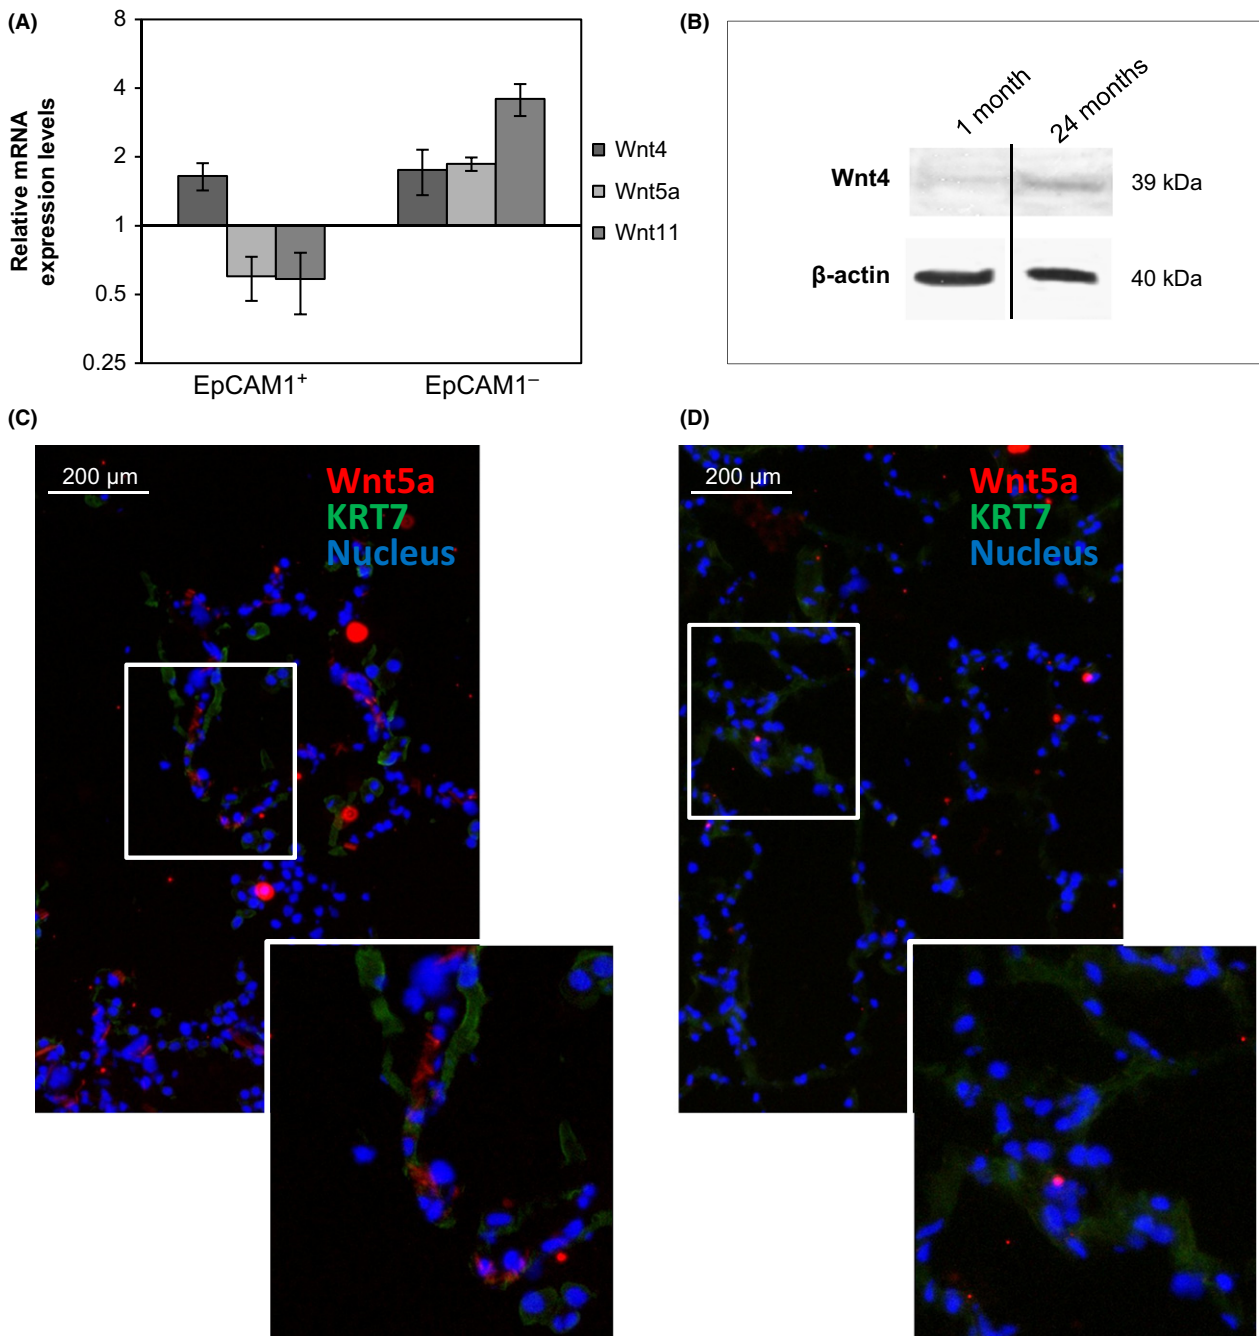 (A)
8
4
2
1
0.5
0.25
Relative mRNA
expression levels
EpCAM1⁺
EpCAM1⁻
Wnt4
Wnt5a
Wnt11
(B)
1 month
24 months
Wnt4
39 kDa
β-actin
40 kDa
(C)
200 µm
Wnt5a
KRT7
Nucleus
(D)
200 µm
Wnt5a
KRT7
Nucleus